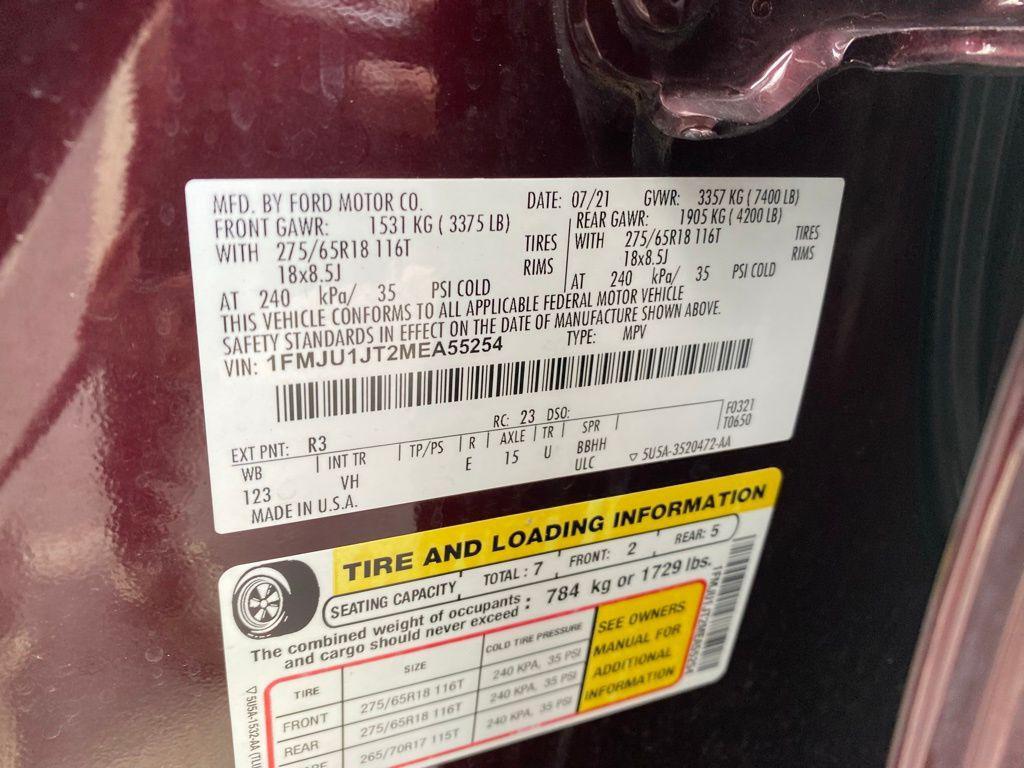 MFD. BY FORD MOTOR CO.
DATE: 07/21 GVWR: 3357 KG ( 7400 LB)
FRONT GAWR: 1531 KG ( 3375 LB)
WITH 275/65R18 116T TIRES
18x8.5J RIMS
AT 240 kPa/ 35 PSI COLD
REAR GAWR: 1905 KG ( 4200 LB)
WITH 275/65R18 116T TIRES
18x8.5J RIMS
AT 240 kPa/ 35 PSI COLD
THIS VEHICLE CONFORMS TO ALL APPLICABLE FEDERAL MOTOR VEHICLE
SAFETY STANDARDS IN EFFECT ON THE DATE OF MANUFACTURE SHOWN ABOVE.
VIN: 1FMJU1JT2MEA55254 TYPE: MPV
F0321
T0650
EXT PNT: R3 RC: 23 DSO:
WB INT TR TP/PS R AXLE TR SPR
123 VH E 15 U BBHH
ULC
▽ 5U5A-3520472-AA
MADE IN U.S.A.
TIRE AND LOADING INFORMATION
SEATING CAPACITY TOTAL : 7 FRONT: 2 REAR: 5
The combined weight of occupants
and cargo should never exceed : 784 kg or 1729 lbs.
TIRE SIZE COLD TIRE PRESSURE
FRONT 275/65R18 116T 240 KPA, 35 PSI
REAR 275/65R18 116T 240 KPA, 35 PSI
265/70R17 115T 240 KPA, 35 PSI
SEE OWNERS
MANUAL FOR
ADDITIONAL
INFORMATION
▽ 5U5A-1532-AA